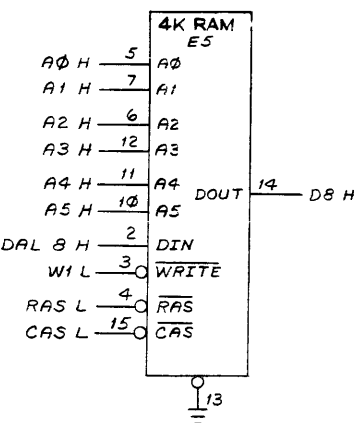 4K RAM
E5
AØ H 5 AØ
A1 H 7 A1
A2 H 6 A2
A3 H 12 A3
A4 H 11 A4
A5 H 1Ø A5
DOUT 14 D8 H
DAL 8 H 2 DIN
W1 L 3 WRITE
RAS L 4 RAS
CAS L 15 CAS
13